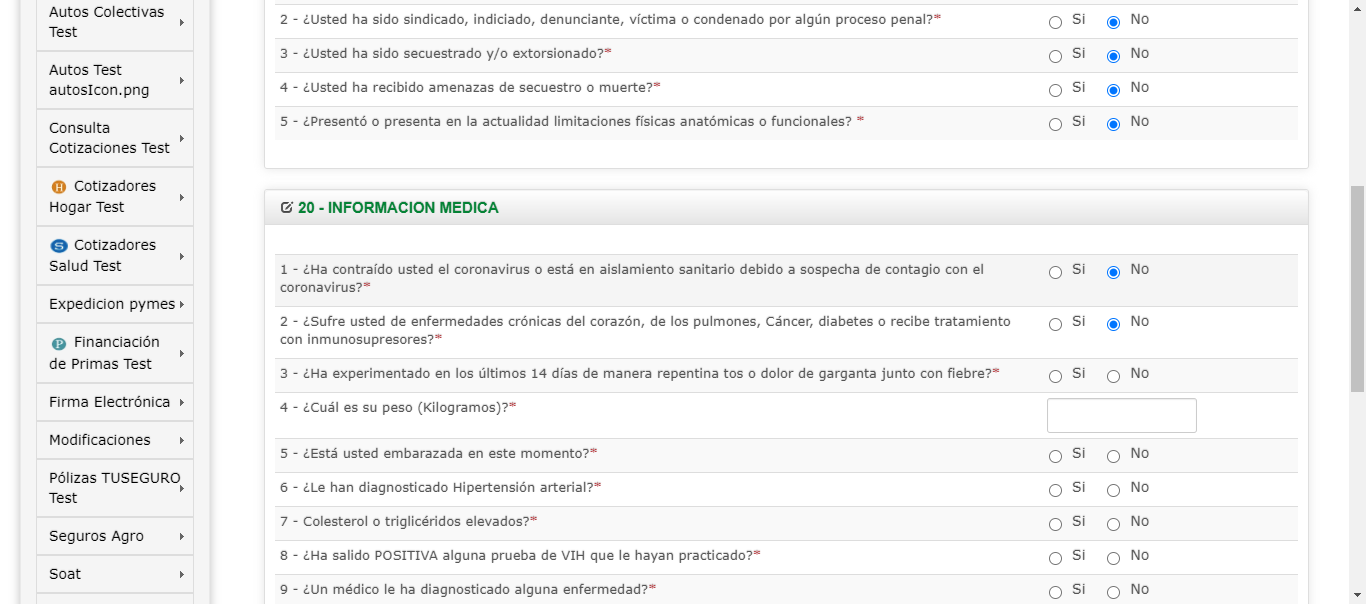 Autos Colectivas
Test
Autos Test
autosIcon.png
Consulta
Cotizaciones Test
H Cotizadores
Hogar Test
S Cotizadores
Salud Test
Expedicion pymes
P Financiación
de Primas Test
Firma Electrónica
Modificaciones
Pólizas TUSEGURO
Test
Seguros Agro
Soat
2 - ¿Usted ha sido sindicado, indiciado, denunciante, víctima o condenado por algún proceso penal?* Si No
3 - ¿Usted ha sido secuestrado y/o extorsionado?* Si No
4 - ¿Usted ha recibido amenazas de secuestro o muerte?* Si No
5 - ¿Presentó o presenta en la actualidad limitaciones físicas anatómicas o funcionales? * Si No
20 - INFORMACION MEDICA
1 - ¿Ha contraído usted el coronavirus o está en aislamiento sanitario debido a sospecha de contagio con el Si No
coronavirus?*
2 - ¿Sufre usted de enfermedades crónicas del corazón, de los pulmones, Cáncer, diabetes o recibe tratamiento Si No
con inmunosupresores?*
3 - ¿Ha experimentado en los últimos 14 días de manera repentina tos o dolor de garganta junto con fiebre?* Si No
4 - ¿Cuál es su peso (Kilogramos)?*
5 - ¿Está usted embarazada en este momento?* Si No
6 - ¿Le han diagnosticado Hipertensión arterial?* Si No
7 - Colesterol o triglicéridos elevados?* Si No
8 - ¿Ha salido POSITIVA alguna prueba de VIH que le hayan practicado?* Si No
9 - ¿Un médico le ha diagnosticado alguna enfermedad?* Si No